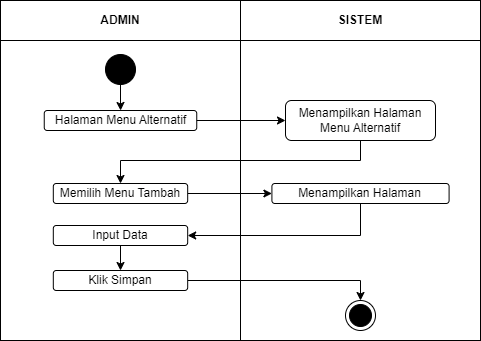 ADMIN
SISTEM
Halaman Menu Alternatif
Menampilkan Halaman
Menu Alternatif
Memilih Menu Tambah
Menampilkan Halaman
Input Data
Klik Simpan